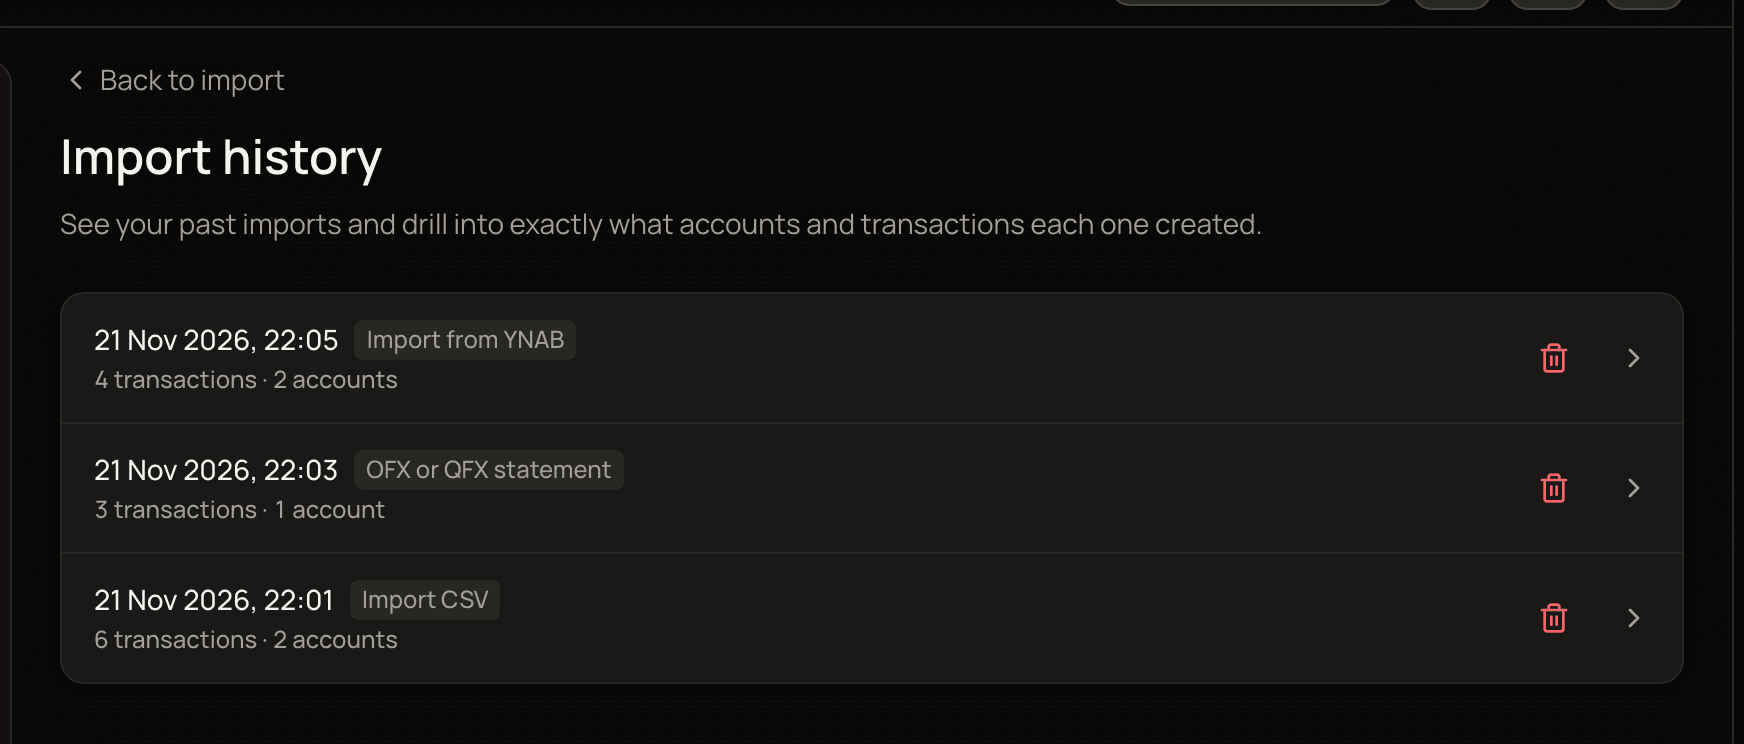 Back to import
Import history
See your past imports and drill into exactly what accounts and transactions each one created.
21 Nov 2026, 22:05 Import from YNAB
4 transactions · 2 accounts
21 Nov 2026, 22:03 OFX or QFX statement
3 transactions · 1 account
21 Nov 2026, 22:01 Import CSV
6 transactions · 2 accounts